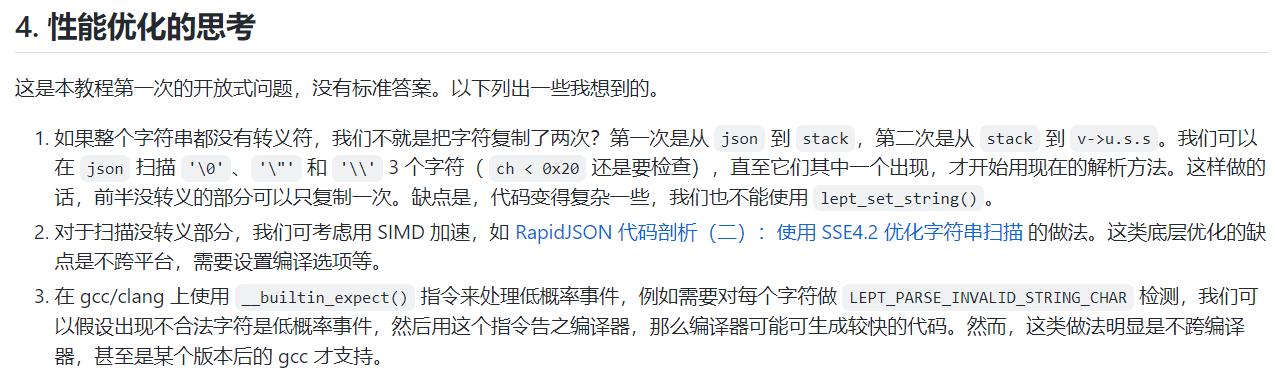 4. 性能优化的思考
这是本教程第一次的开放式问题，没有标准答案。以下列出一些我想到的。
1. 如果整个字符串都没有转义符，我们不就是把字符复制了两次？第一次是从 json 到 stack，第二次是从 stack 到 v->u.s.s。我们可以
在 json 扫描 '\0'、'\"' 和 '\\' 3 个字符（ ch < 0x20 还是要检查），直至它们其中一个出现，才开始用现在的解析方法。这样做的
话，前半没转义的部分可以只复制一次。缺点是，代码变得复杂一些，我们也不能使用 lept_set_string()。
2. 对于扫描没转义部分，我们可考虑用 SIMD 加速，如 RapidJSON 代码剖析（二）：使用 SSE4.2 优化字符串扫描 的做法。这类底层优化的缺
点是不跨平台，需要设置编译选项等。
3. 在 gcc/clang 上使用 __builtin_expect() 指令来处理低概率事件，例如需要对每个字符做 LEPT_PARSE_INVALID_STRING_CHAR 检测，我们可
以假设出现不合法字符是低概率事件，然后用这个指令告之编译器，那么编译器可能可生成较快的代码。然而，这类做法明显是不跨编译
器，甚至是某个版本后的 gcc 才支持。